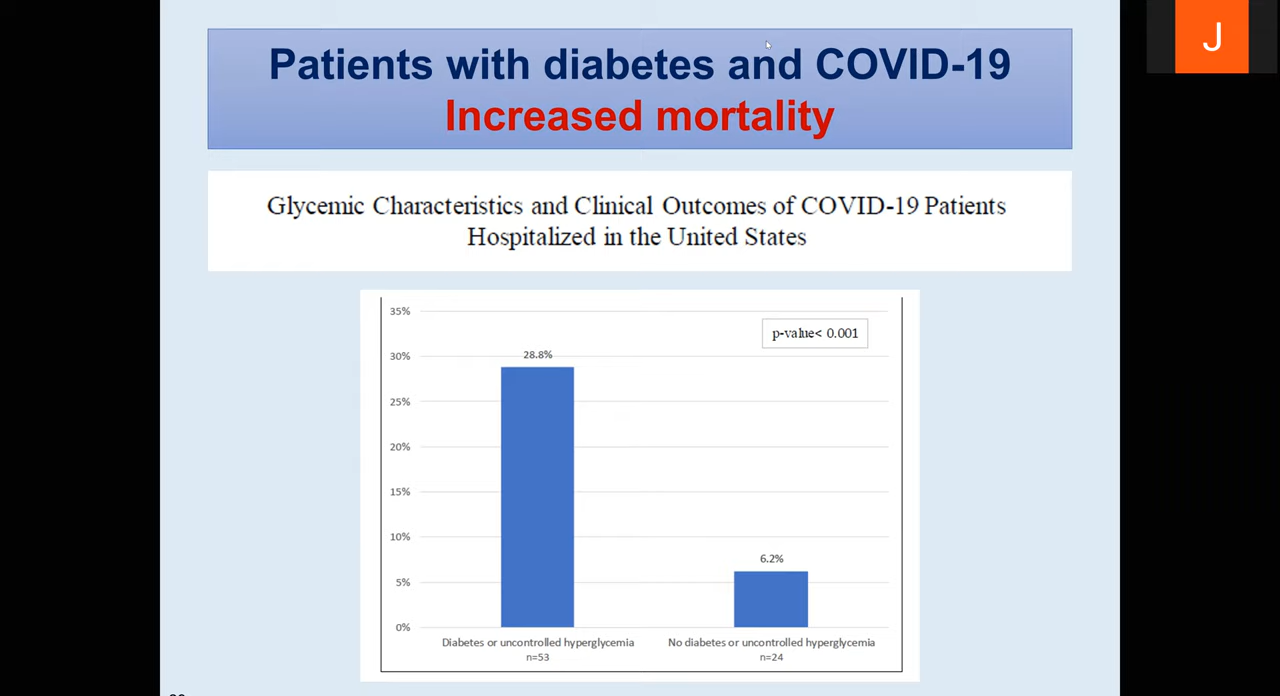 J
Patients with diabetes and COVID-19
Increased mortality
Glycemic Characteristics and Clinical Outcomes of COVID-19 Patients
Hospitalized in the United States
35%
p-value< 0.001
30%
28.8%
25%
20%
15%
10%
6.2%
5%
0%
Diabetes or uncontrolled hyperglycemia
n=53
No diabetes or uncontrolled hyperglycemia
n=24